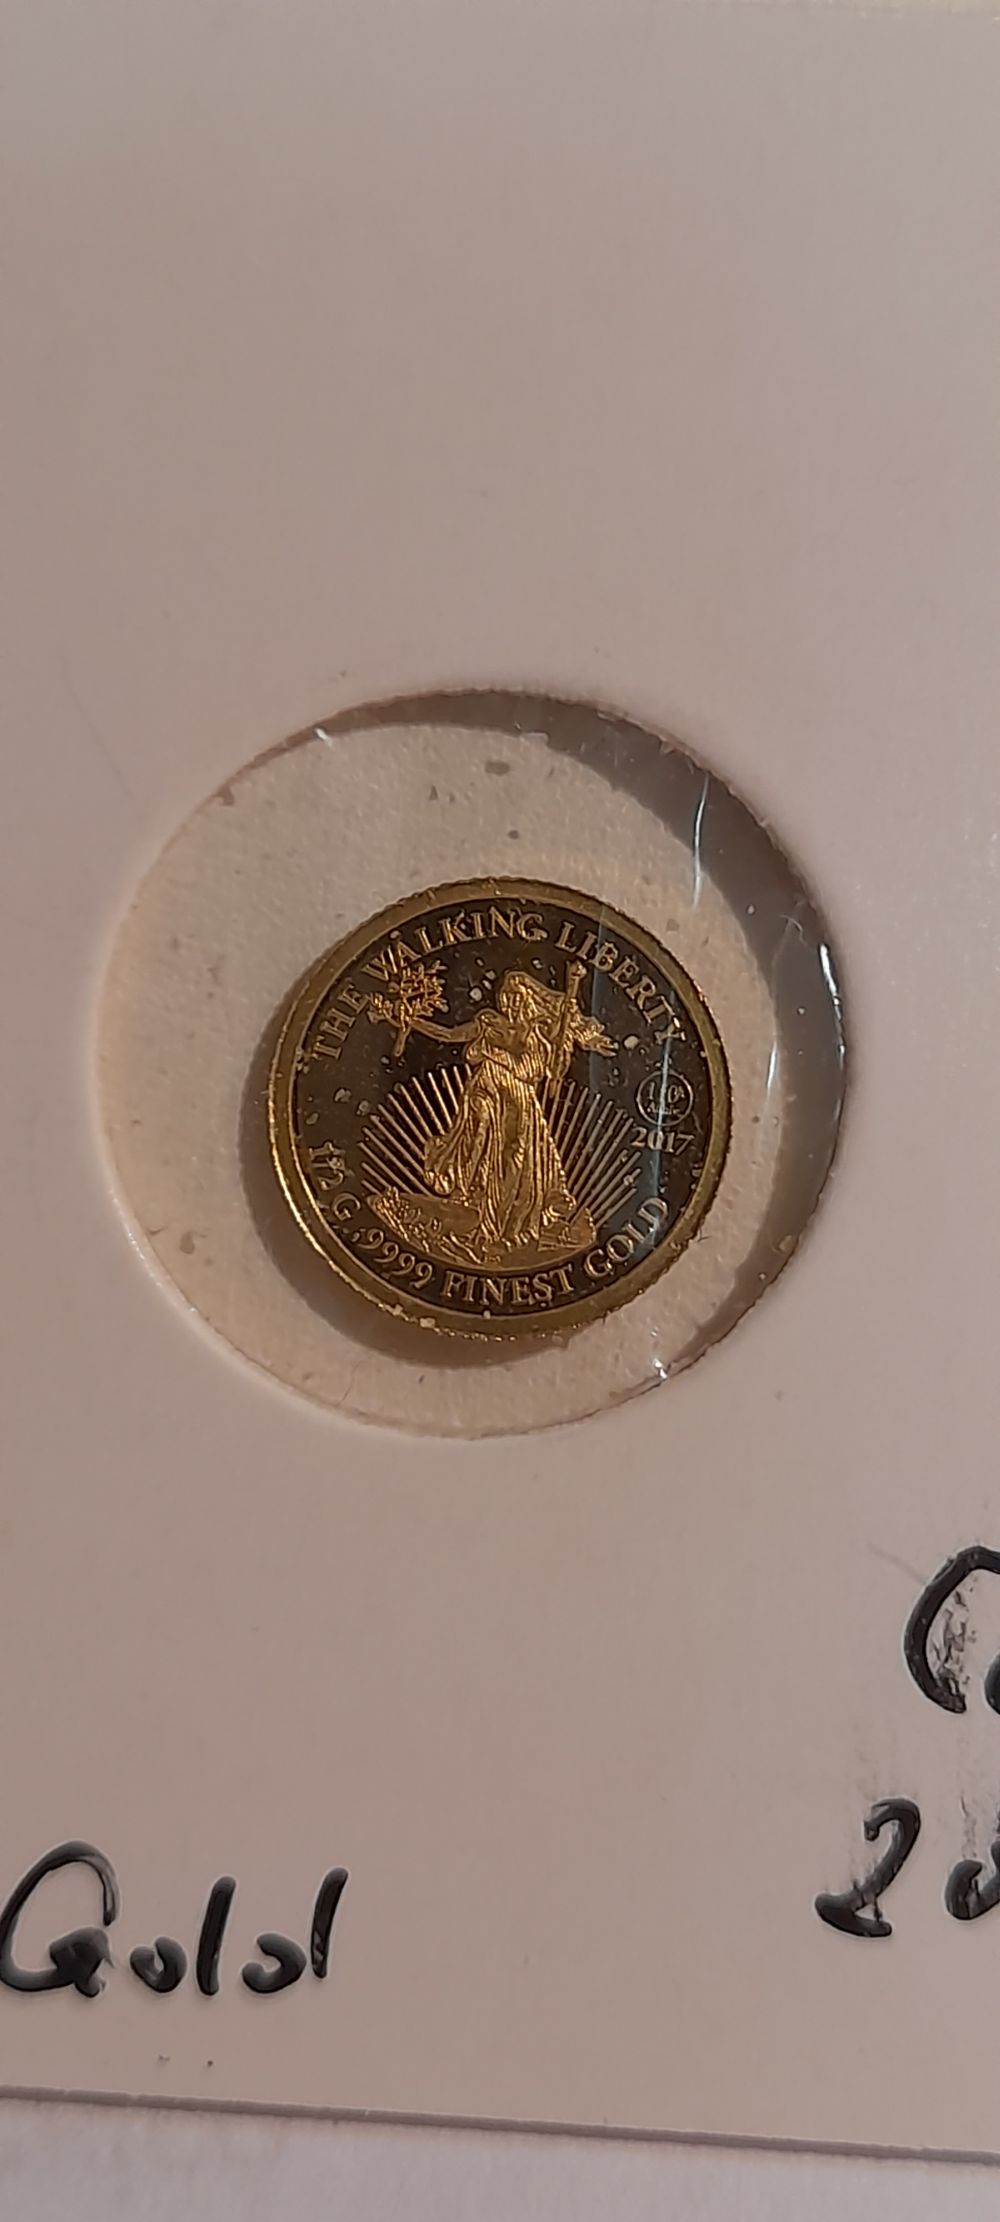 THE WALKING LIBERTY
2017
1/2 G .9999 FINEST GOLD
Gold